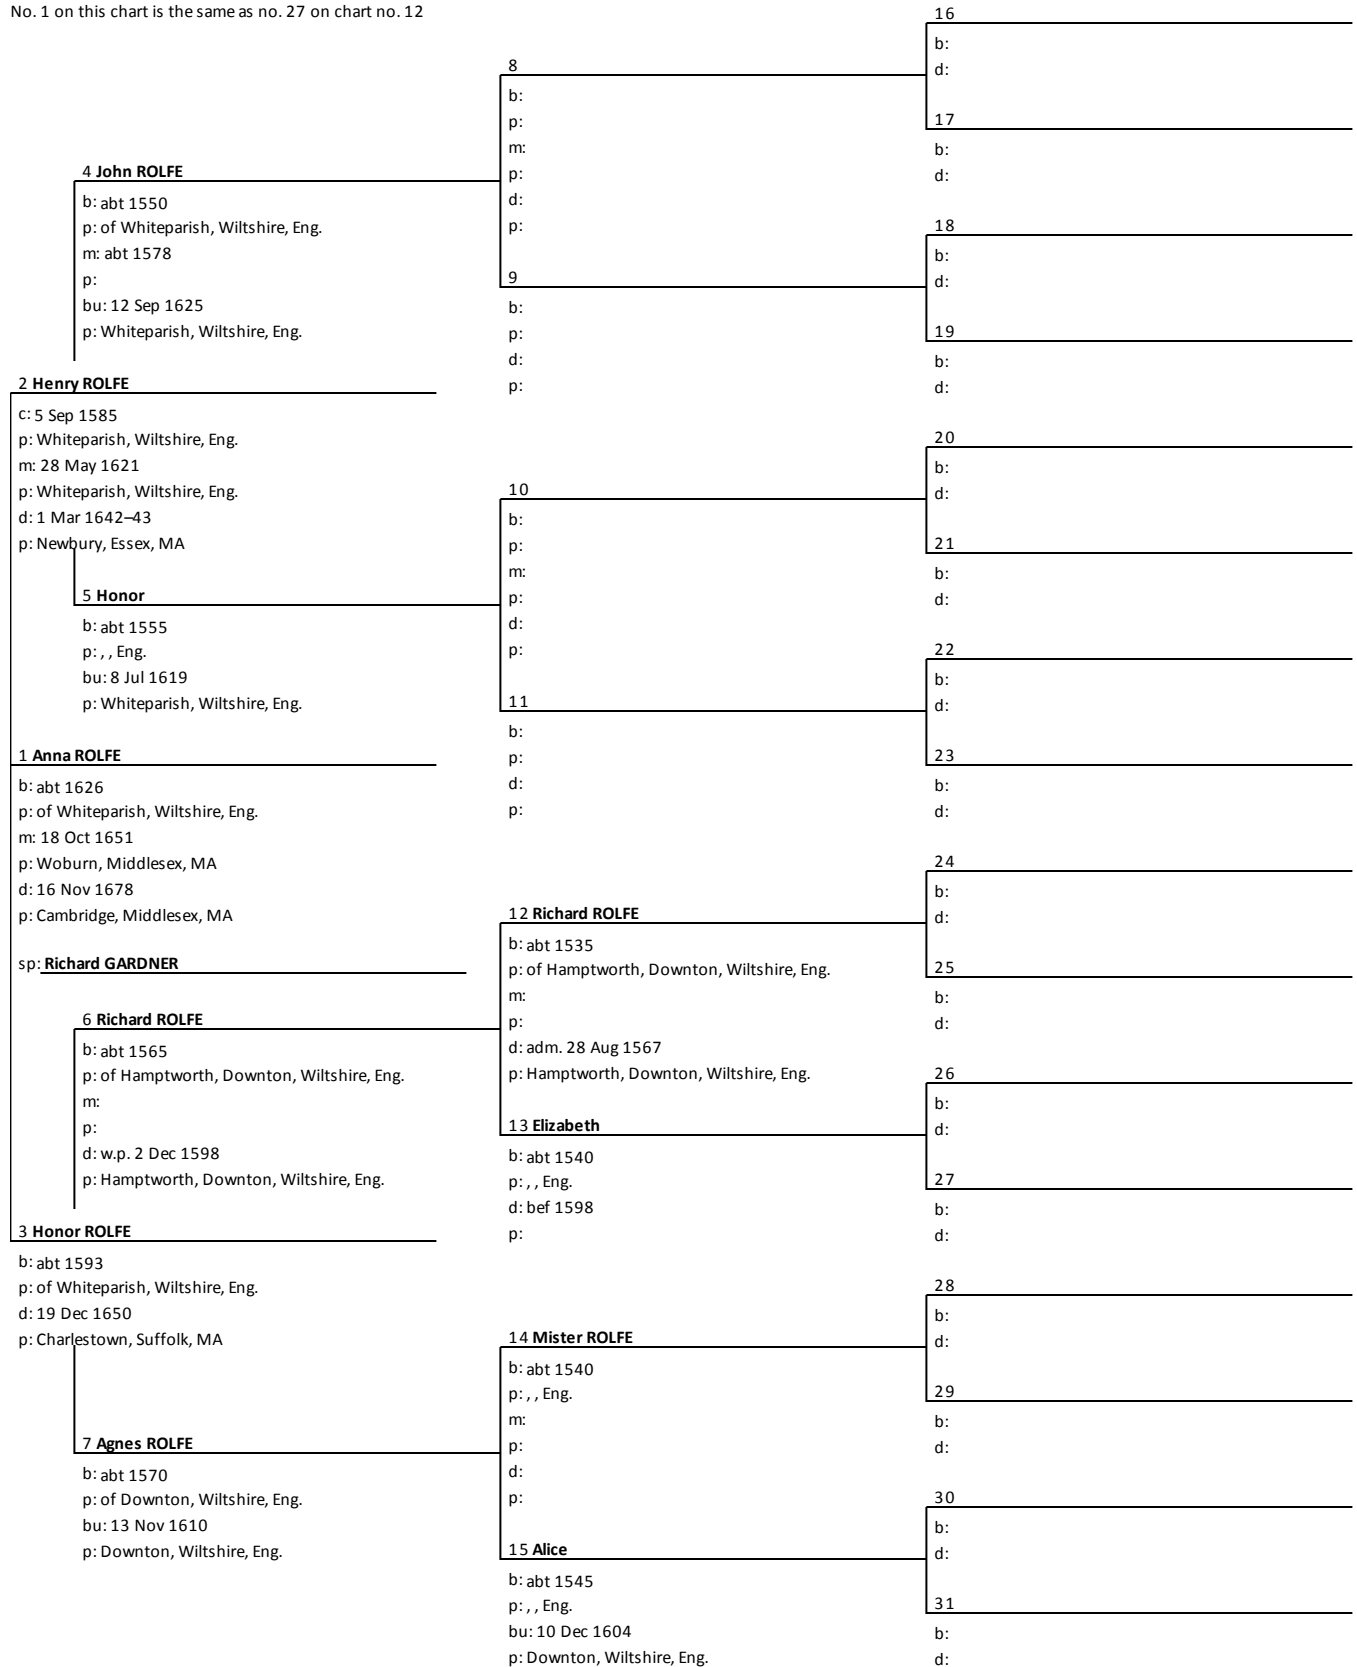 No. 1 on this chart is the same as no. 27 on chart no. 12
16
b:
d:
8
b:
p:
m:
p:
d:
p:
17
b:
d:
4 John ROLFE
b: abt 1550
p: of Whiteparish, Wiltshire, Eng.
m: abt 1578
p:
bu: 12 Sep 1625
p: Whiteparish, Wiltshire, Eng.
18
b:
d:
9
b:
p:
d:
p:
19
b:
d:
2 Henry ROLFE
c: 5 Sep 1585
p: Whiteparish, Wiltshire, Eng.
m: 28 May 1621
p: Whiteparish, Wiltshire, Eng.
d: 1 Mar 1642–43
p: Newbury, Essex, MA
20
b:
d:
10
b:
p:
m:
p:
d:
p:
21
b:
d:
5 Honor
b: abt 1555
p: , , Eng.
bu: 8 Jul 1619
p: Whiteparish, Wiltshire, Eng.
22
b:
d:
11
b:
p:
d:
p:
23
b:
d:
1 Anna ROLFE
b: abt 1626
p: of Whiteparish, Wiltshire, Eng.
m: 18 Oct 1651
p: Woburn, Middlesex, MA
d: 16 Nov 1678
p: Cambridge, Middlesex, MA
sp: Richard GARDNER
24
b:
d:
12 Richard ROLFE
b: abt 1535
p: of Hamptworth, Downton, Wiltshire, Eng.
m:
p:
d: adm. 28 Aug 1567
p: Hamptworth, Downton, Wiltshire, Eng.
25
b:
d:
6 Richard ROLFE
b: abt 1565
p: of Hamptworth, Downton, Wiltshire, Eng.
m:
p:
d: w.p. 2 Dec 1598
p: Hamptworth, Downton, Wiltshire, Eng.
26
b:
d:
13 Elizabeth
b: abt 1540
p: , , Eng.
d: bef 1598
p:
27
b:
d:
3 Honor ROLFE
b: abt 1593
p: of Whiteparish, Wiltshire, Eng.
d: 19 Dec 1650
p: Charlestown, Suffolk, MA
28
b:
d:
14 Mister ROLFE
b: abt 1540
p: , , Eng.
m:
p:
d:
p:
29
b:
d:
7 Agnes ROLFE
b: abt 1570
p: of Downton, Wiltshire, Eng.
bu: 13 Nov 1610
p: Downton, Wiltshire, Eng.
30
b:
d:
15 Alice
b: abt 1545
p: , , Eng.
bu: 10 Dec 1604
p: Downton, Wiltshire, Eng.
31
b:
d: